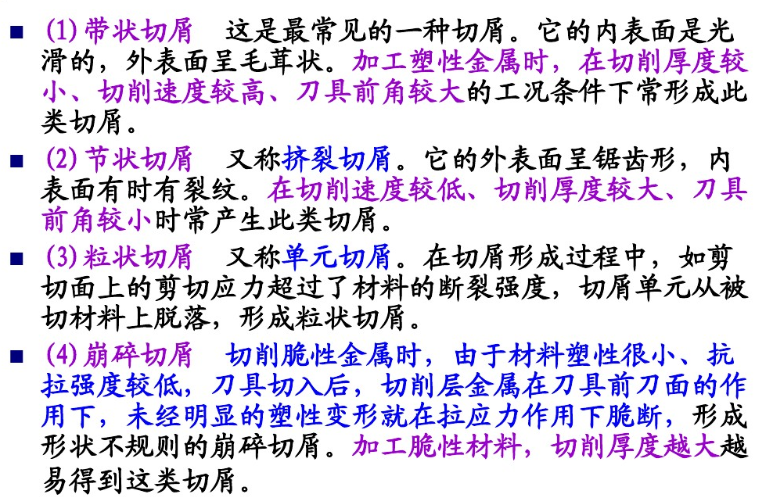 ■ (1)带状切屑 这是最常见的一种切屑。它的内表面是光
滑的，外表面呈毛茸状。加工塑性金属时，在切削厚度较
小、切削速度较高、刀具前角较大的工况条件下常形成此
类切屑。
■ (2)节状切屑 又称挤裂切屑。它的外表面呈锯齿形，内
表面有时有裂纹。在切削速度较低、切削厚度较大、刀具
前角较小时常产生此类切屑。
■ (3)粒状切屑 又称单元切屑。在切屑形成过程中，如剪
切面上的剪切应力超过了材料的断裂强度，切屑单元从被
切材料上脱落，形成粒状切屑。
■ (4)崩碎切屑 切削脆性金属时，由于材料塑性很小、抗
拉强度较低，刀具切入后，切削层金属在刀具前刀面的作
用下，未经明显的塑性变形就在拉应力作用下脆断，形成
形状不规则的崩碎切屑。加工脆性材料，切削厚度越大越
易得到这类切屑。